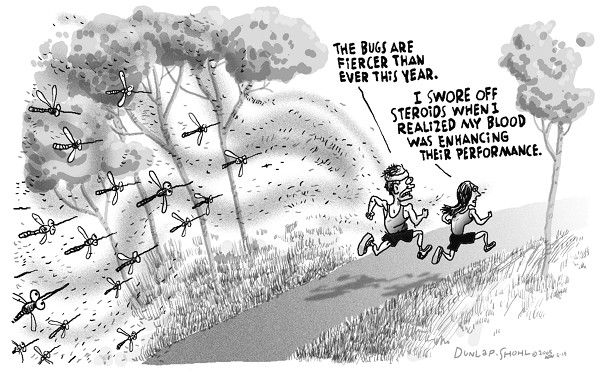 THE BUGS ARE
FIERCER THAN
EVER THIS YEAR.
I SWORE OFF
STEROIDS WHEN I
REALIZED MY BLOOD
WAS ENHANCING
THEIR PERFORMANCE.
DUNLAP-SHOHL